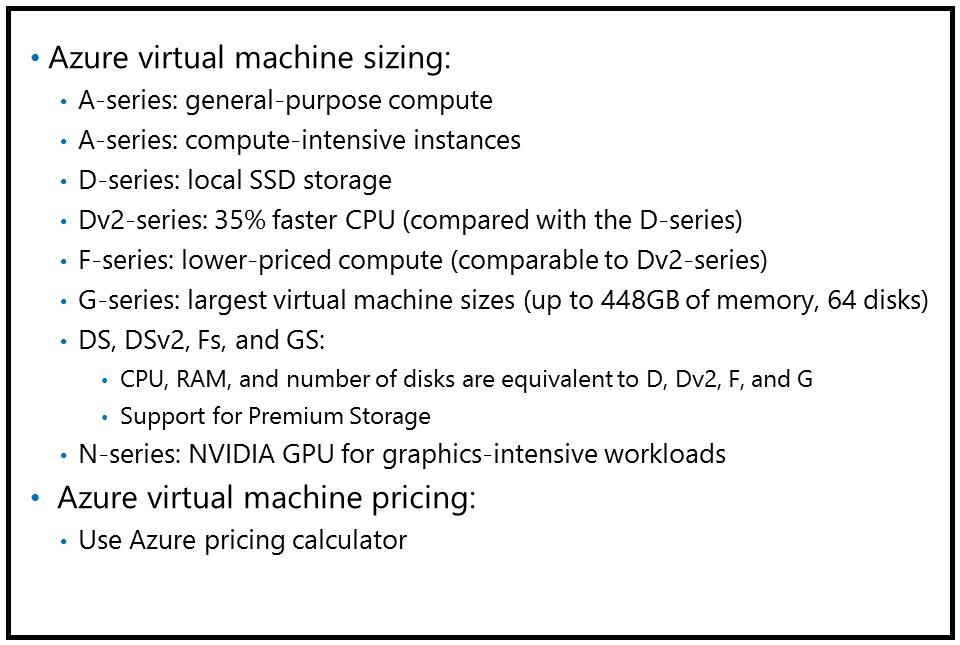 • Azure virtual machine sizing:
• A-series: general-purpose compute
• A-series: compute-intensive instances
• D-series: local SSD storage
• Dv2-series: 35% faster CPU (compared with the D-series)
• F-series: lower-priced compute (comparable to Dv2-series)
• G-series: largest virtual machine sizes (up to 448GB of memory, 64 disks)
• DS, DSv2, Fs, and GS:
• CPU, RAM, and number of disks are equivalent to D, Dv2, F, and G
• Support for Premium Storage
• N-series: NVIDIA GPU for graphics-intensive workloads
• Azure virtual machine pricing:
• Use Azure pricing calculator